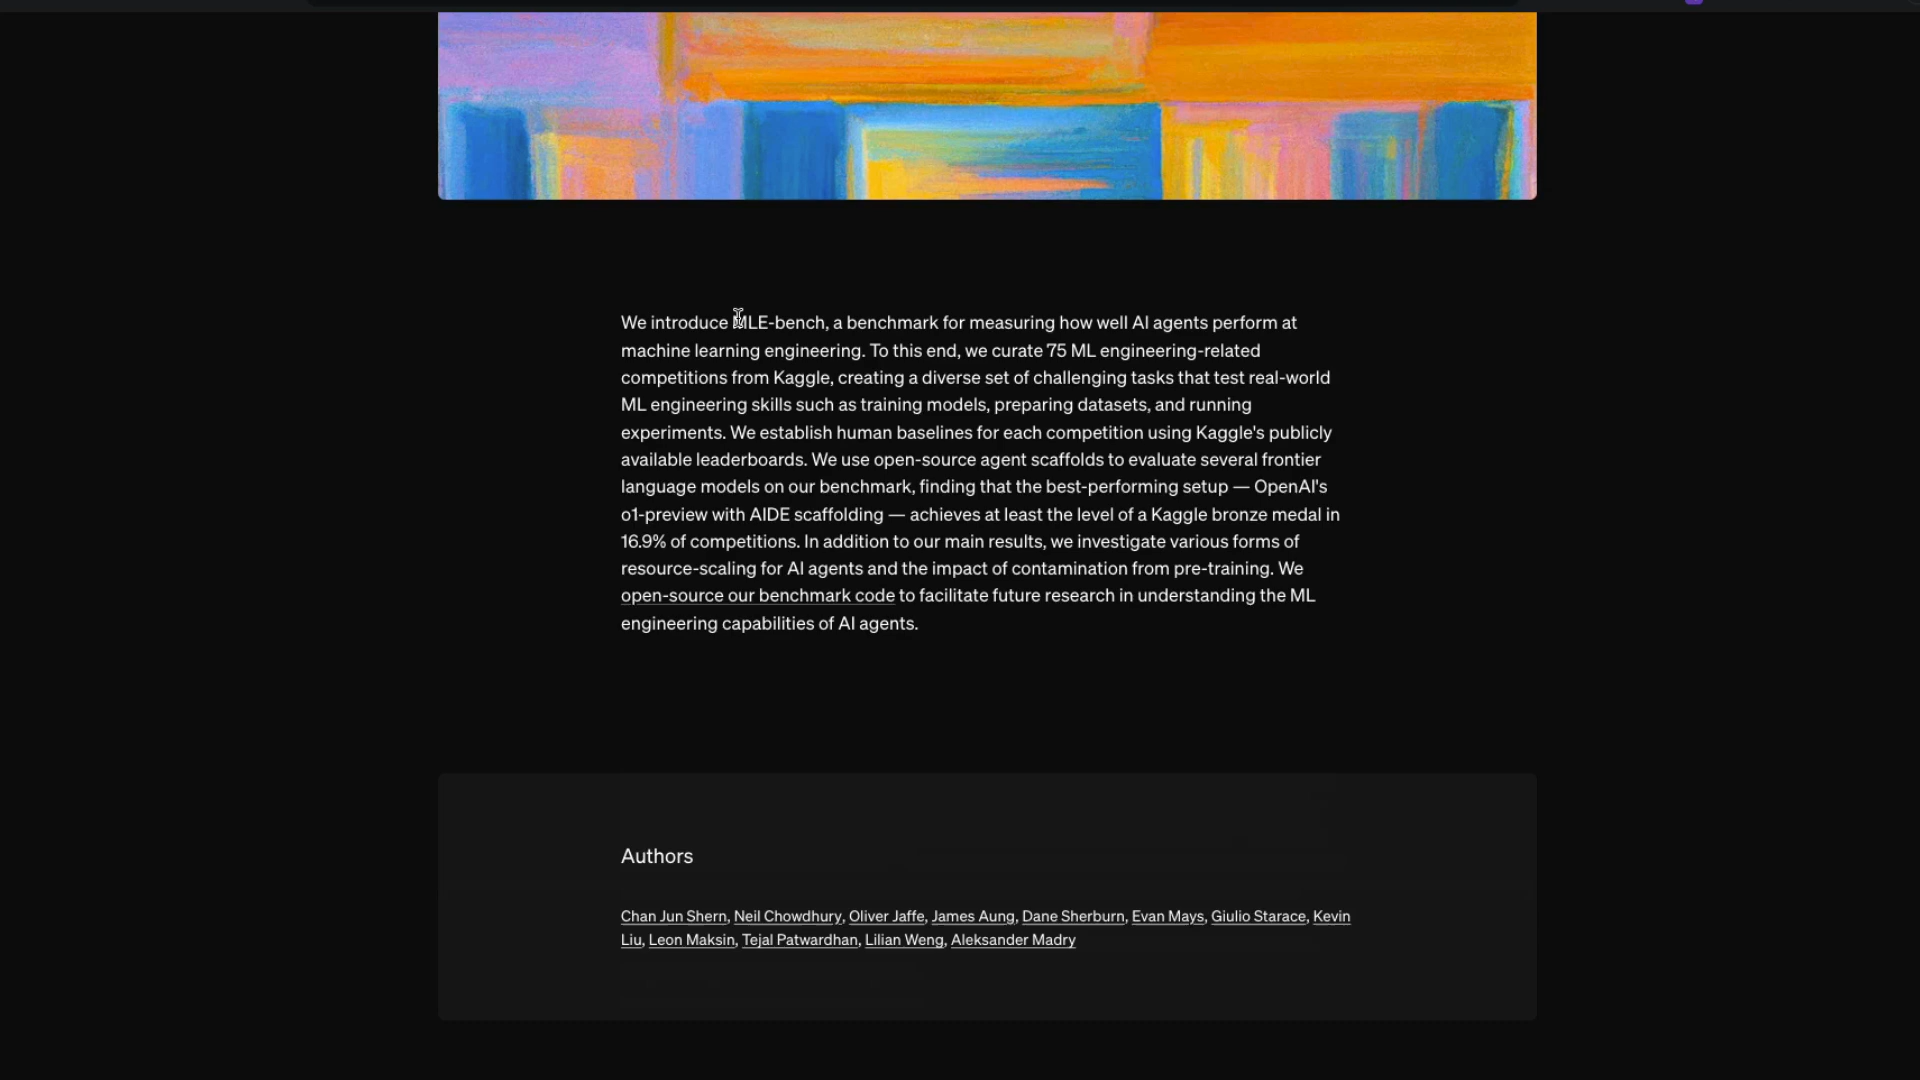 We introduce MLE-bench, a benchmark for measuring how well AI agents perform at
machine learning engineering. To this end, we curate 75 ML engineering-related
competitions from Kaggle, creating a diverse set of challenging tasks that test real-world
ML engineering skills such as training models, preparing datasets, and running
experiments. We establish human baselines for each competition using Kaggle's publicly
available leaderboards. We use open-source agent scaffolds to evaluate several frontier
language models on our benchmark, finding that the best-performing setup — OpenAI's
o1-preview with AIDE scaffolding — achieves at least the level of a Kaggle bronze medal in
16.9% of competitions. In addition to our main results, we investigate various forms of
resource-scaling for AI agents and the impact of contamination from pre-training. We
open-source our benchmark code to facilitate future research in understanding the ML
engineering capabilities of AI agents.
Authors
Chan Jun Shern, Neil Chowdhury, Oliver Jaffe, James Aung, Dane Sherburn, Evan Mays, Giulio Starace, Kevin
Liu, Leon Maksin, Tejal Patwardhan, Lilian Weng, Aleksander Madry